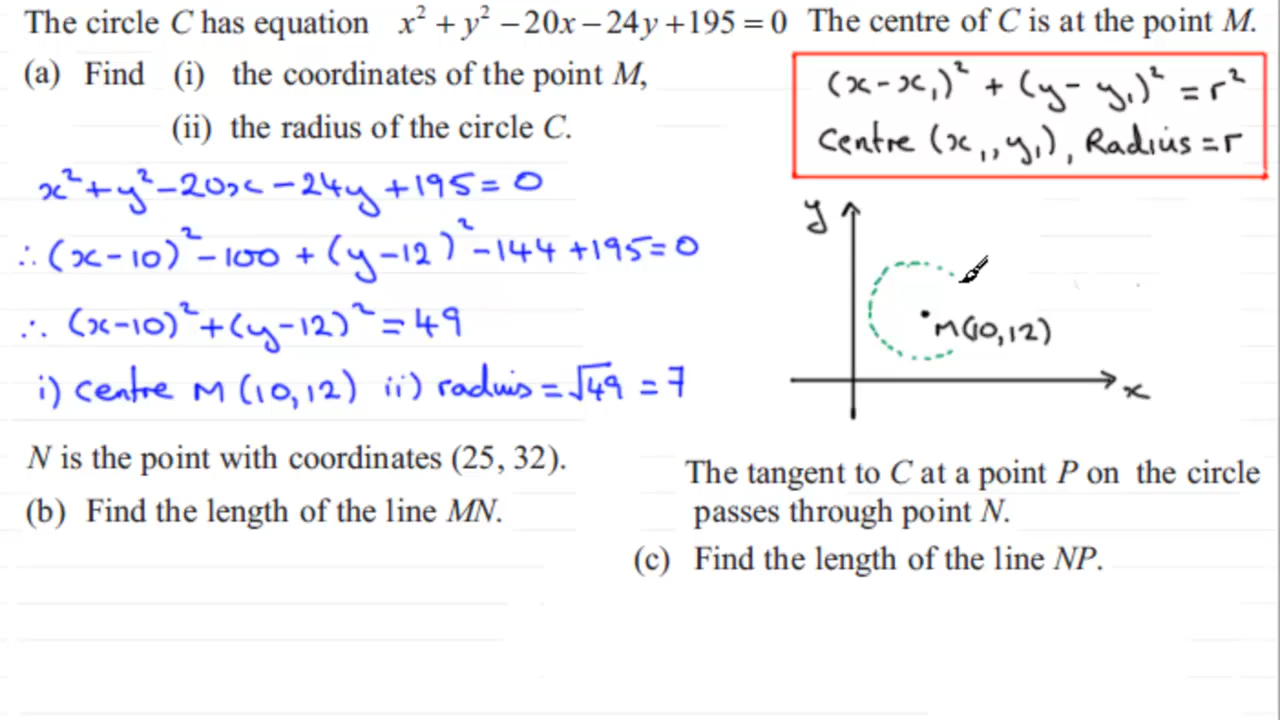 The circle C has equation x² + y² − 20x − 24y + 195 = 0 The centre of C is at the point M.
(a) Find (i) the coordinates of the point M,
(ii) the radius of the circle C.
(x − x₁)² + (y − y₁)² = r²
Centre (x₁, y₁), Radius = r
x² + y² − 20x − 24y + 195 = 0
∴ (x − 10)² − 100 + (y − 12)² − 144 + 195 = 0
∴ (x − 10)² + (y − 12)² = 49
i) Centre M (10, 12) ii) radius = √49 = 7
y
M(10, 12)
x
N is the point with coordinates (25, 32).
(b) Find the length of the line MN.
The tangent to C at a point P on the circle
passes through point N.
(c) Find the length of the line NP.